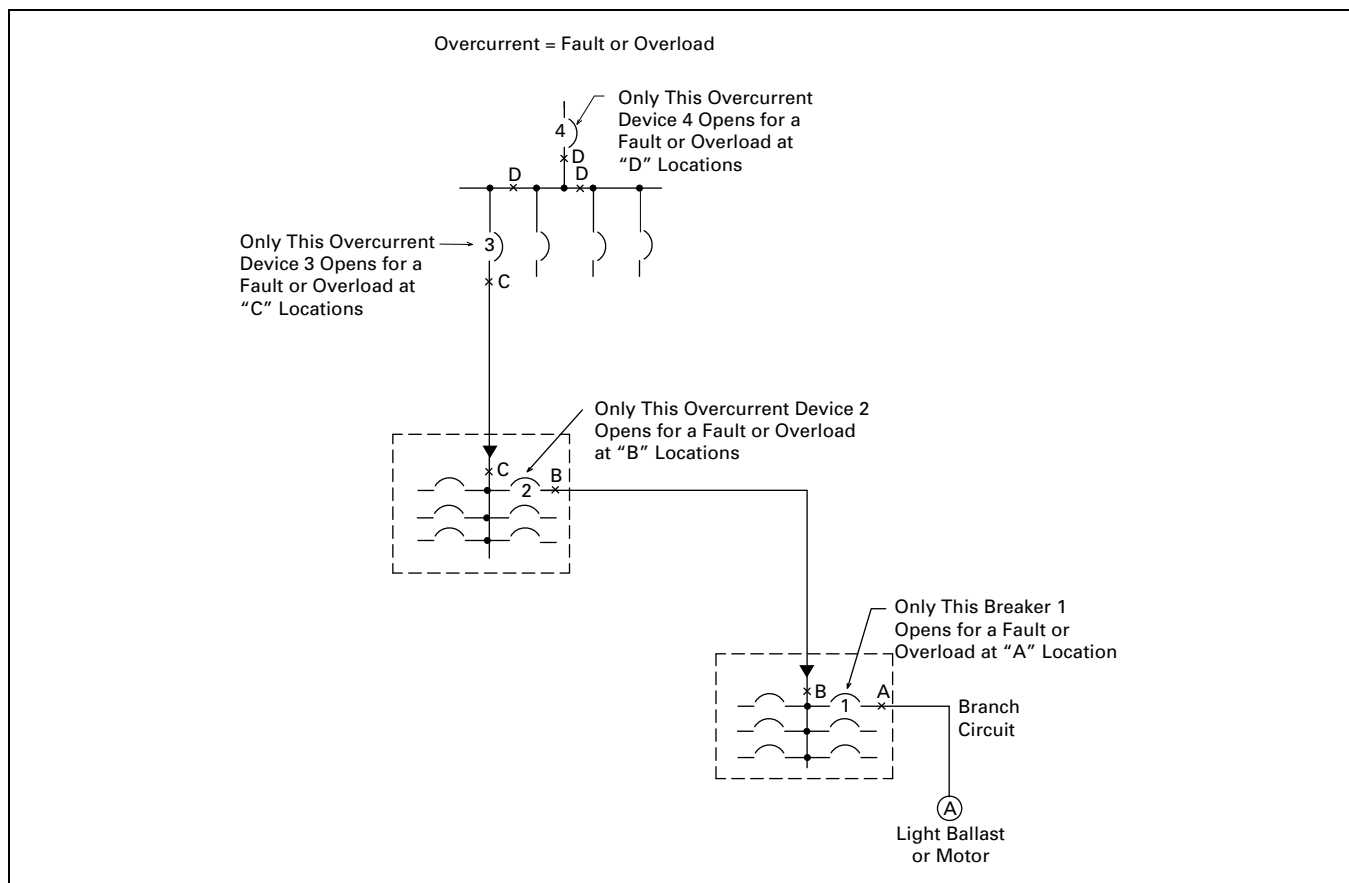 Overcurrent = Fault or Overload
Only This Overcurrent
Device 4 Opens for a
Fault or Overload at
“D” Locations
4
D
D
D
Only This Overcurrent
Device 3 Opens for a
Fault or Overload at
“C” Locations
3
C
Only This Overcurrent Device 2
Opens for a Fault or Overload
at “B” Locations
C
2
B
Only This Breaker 1
Opens for a Fault or
Overload at “A” Location
B
1
A
Branch
Circuit
A
Light Ballast
or Motor